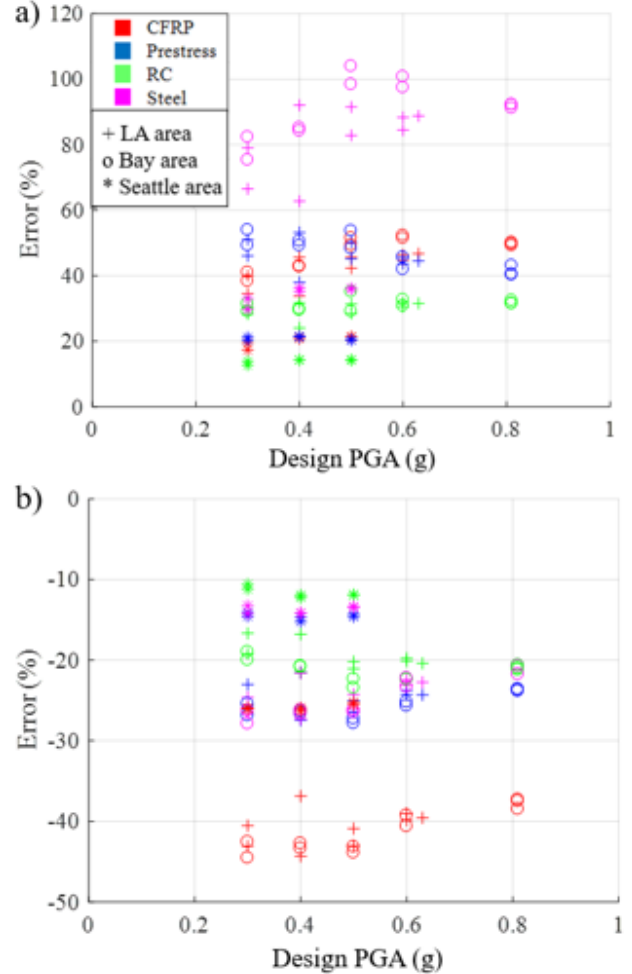 a)
120
100
80
60
40
20
0
Error (%)
CFRP
Prestress
RC
Steel
+ LA area
o Bay area
* Seattle area
0 0.2 0.4 0.6 0.8 1
Design PGA (g)
b)
0
-10
-20
-30
-40
-50
Error (%)
0 0.2 0.4 0.6 0.8 1
Design PGA (g)